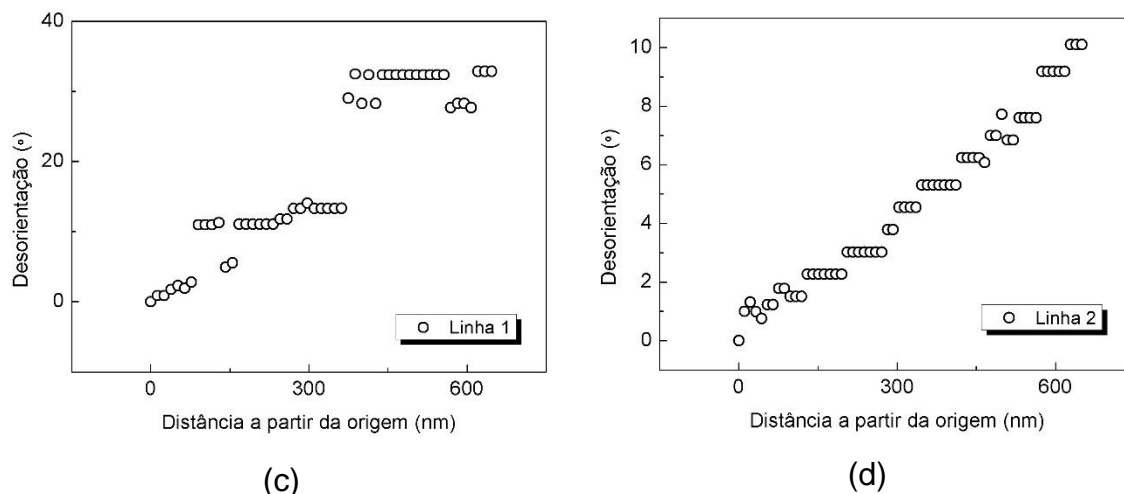 40
20
0
Desorientação (º)
Linha 1
0
300
600
Distância a partir da origem (nm)
(c)
10
8
6
4
2
0
Desorientação (º)
Linha 2
0
300
600
Distância a partir da origem (nm)
(d)